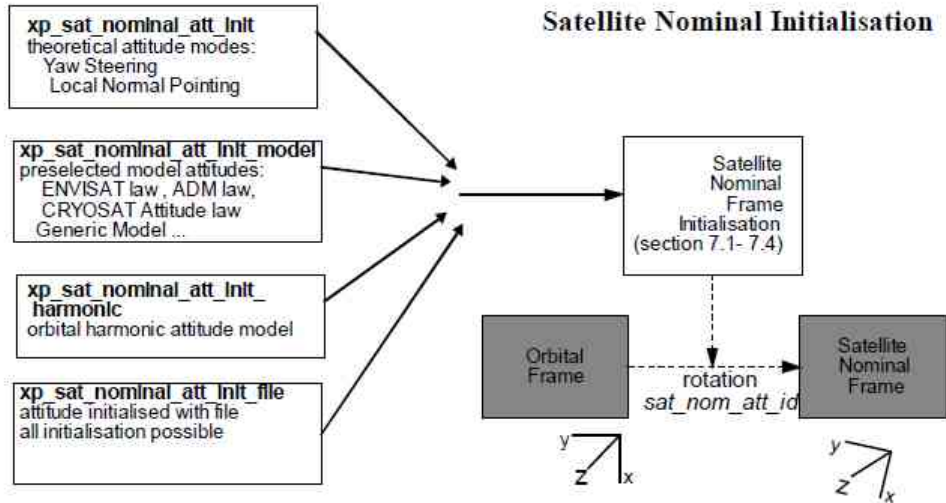 Satellite Nominal Initialisation
xp_sat_nominal_att_init
theoretical attitude modes:
Yaw Steering
Local Normal Pointing
xp_sat_nominal_att_init_model
preselected model attitudes:
ENVISAT law , ADM law,
CRYOSAT Attitude law
Generic Model ...
xp_sat_nominal_att_init_
harmonic
orbital harmonic attitude model
xp_sat_nominal_att_init_file
attitude initialised with file
all initialisation possible
Satellite
Nominal
Frame
Initialisation
(section 7.1- 7.4)
Orbital
Frame
rotation
sat_nom_att_id
Satellite
Nominal
Frame
y
z
x
y
z
x